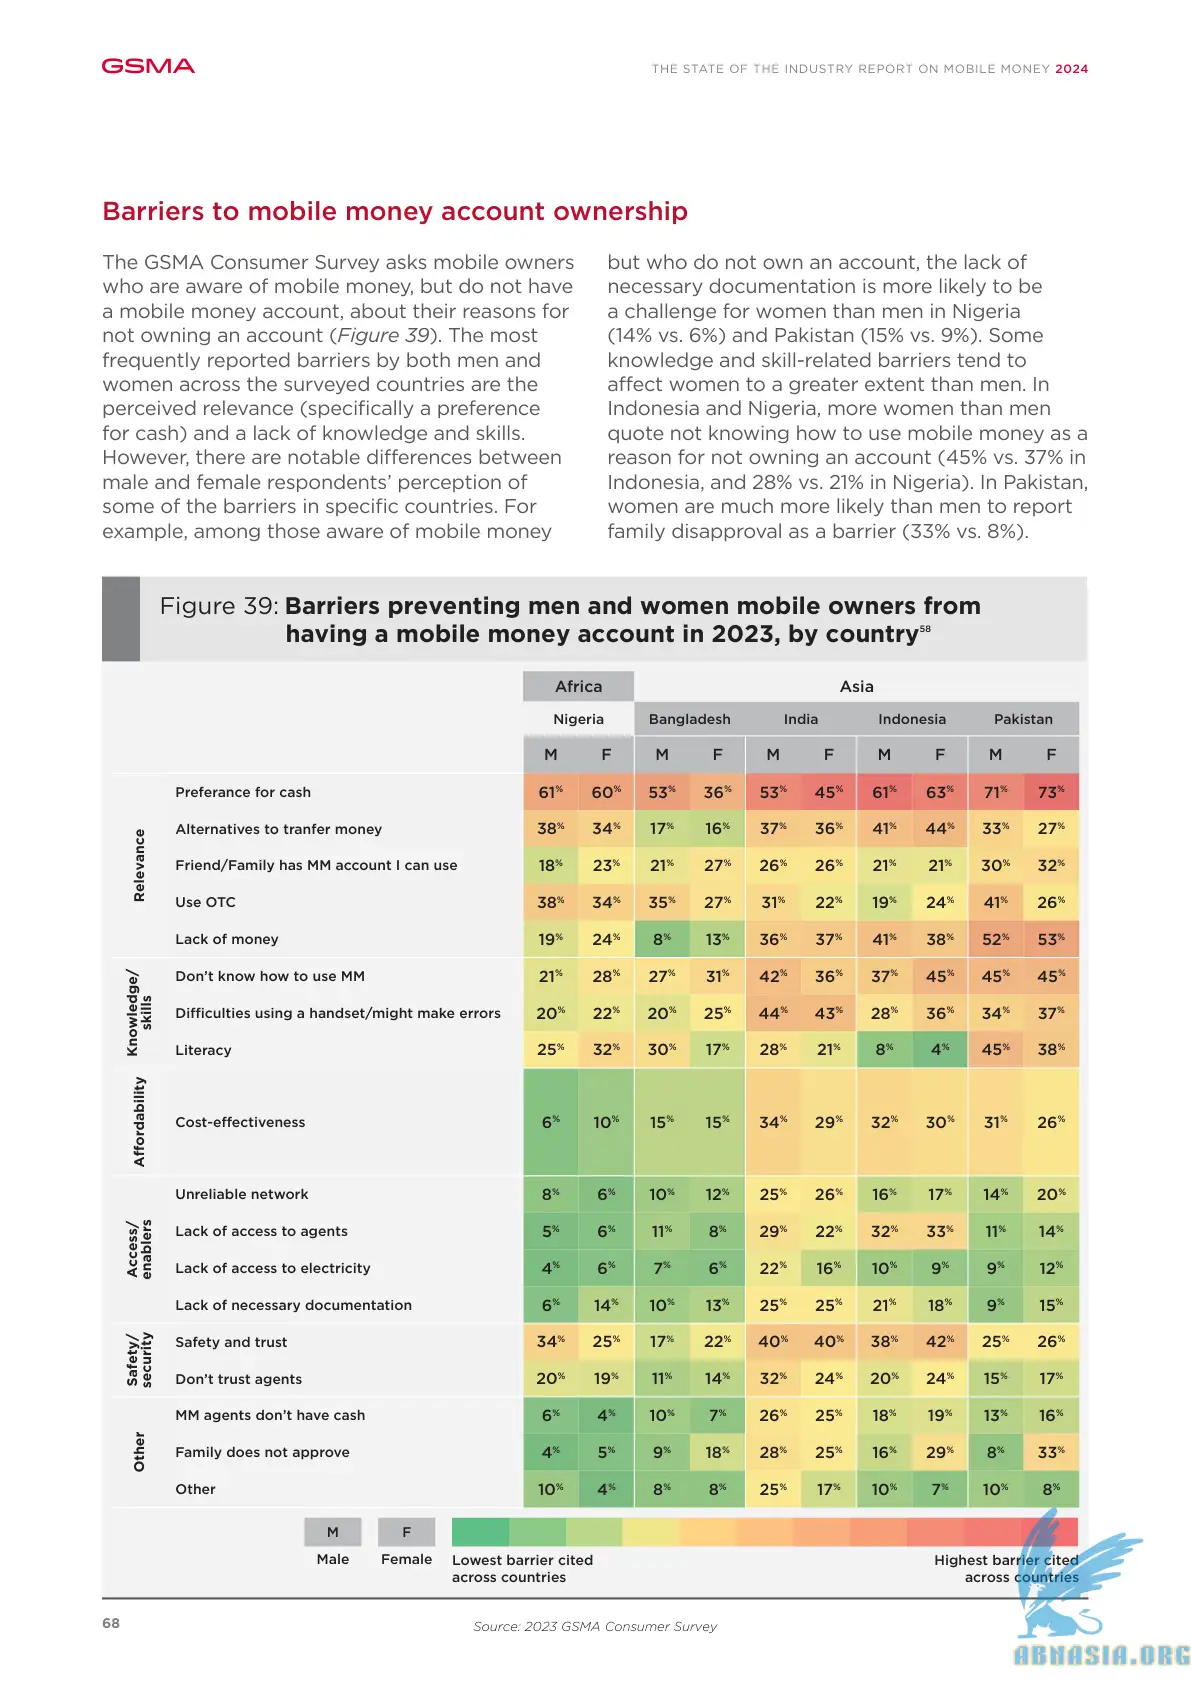 GSMA
THE STATE OF THE INDUSTRY REPORT ON MOBILE MONEY 2024
Barriers to mobile money account ownership
The GSMA Consumer Survey asks mobile owners
who are aware of mobile money, but do not have
a mobile money account, about their reasons for
not owning an account (Figure 39). The most
frequently reported barriers by both men and
women across the surveyed countries are the
perceived relevance (specifically a preference
for cash) and a lack of knowledge and skills.
However, there are notable differences between
male and female respondents' perception of
some of the barriers in specific countries. For
example, among those aware of mobile money
but who do not own an account, the lack of
necessary documentation is more likely to be
a challenge for women than men in Nigeria
(14% vs. 6%) and Pakistan (15% vs. 9%). Some
knowledge and skill-related barriers tend to
affect women to a greater extent than men. In
Indonesia and Nigeria, more women than men
quote not knowing how to use mobile money as a
reason for not owning an account (45% vs. 37% in
Indonesia, and 28% vs. 21% in Nigeria). In Pakistan,
women are much more likely than men to report
family disapproval as a barrier (33% vs. 8%).
Figure 39: Barriers preventing men and women mobile owners from
having a mobile money account in 2023, by country58
Africa Asia
Nigeria Bangladesh India Indonesia Pakistan
M F M F M F M F M F
Relevance
Preferance for cash 61% 60% 53% 36% 53% 45% 61% 63% 71% 73%
Alternatives to tranfer money 38% 34% 17% 16% 37% 36% 41% 44% 33% 27%
Friend/Family has MM account I can use 18% 23% 21% 27% 26% 26% 21% 21% 30% 32%
Use OTC 38% 34% 35% 27% 31% 22% 19% 24% 41% 26%
Lack of money 19% 24% 8% 13% 36% 37% 41% 38% 52% 53%
Knowledge/
skills
Don't know how to use MM 21% 28% 27% 31% 42% 36% 37% 45% 45% 45%
Difficulties using a handset/might make errors 20% 22% 20% 25% 44% 43% 28% 36% 34% 37%
Literacy 25% 32% 30% 17% 28% 21% 8% 4% 45% 38%
Affordability
Cost-effectiveness 6% 10% 15% 15% 34% 29% 32% 30% 31% 26%
Access/
enablers
Unreliable network 8% 6% 10% 12% 25% 26% 16% 17% 14% 20%
Lack of access to agents 5% 6% 11% 8% 29% 22% 32% 33% 11% 14%
Lack of access to electricity 4% 6% 7% 6% 22% 16% 10% 9% 9% 12%
Lack of necessary documentation 6% 14% 10% 13% 25% 25% 21% 18% 9% 15%
Safety/
security
Safety and trust 34% 25% 17% 22% 40% 40% 38% 42% 25% 26%
Don't trust agents 20% 19% 11% 14% 32% 24% 20% 24% 15% 17%
Other
MM agents don't have cash 6% 4% 10% 7% 26% 25% 18% 19% 13% 16%
Family does not approve 4% 5% 9% 18% 28% 25% 16% 29% 8% 33%
Other 10% 4% 8% 8% 25% 17% 10% 7% 10% 8%
M F
Male Female
Lowest barrier cited
across countries
Highest barrier cited
across countries
68
Source: 2023 GSMA Consumer Survey
ABNASIA.ORG